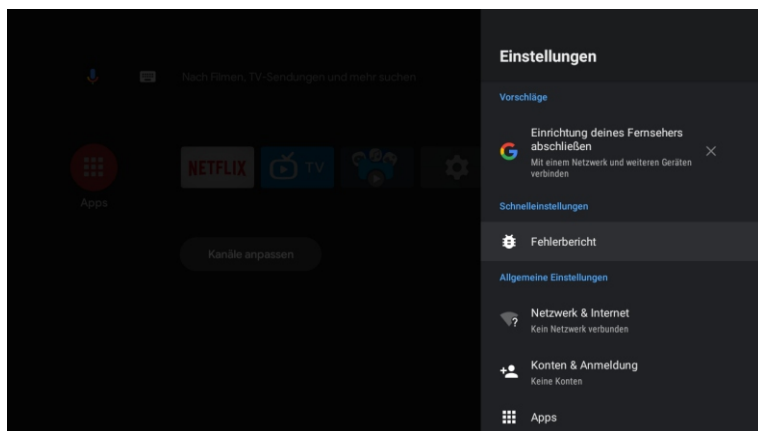 Einstellungen
Nach Filmen, TV-Sendungen und mehr suchen
Vorschläge
Einrichtung deines Fernsehers
abschließen
Mit einem Netzwerk und weiteren Geräten
verbinden
NETFLIX
TV
Apps
Schnelleinstellungen
Fehlerbericht
Kanäle anpassen
Allgemeine Einstellungen
Netzwerk & Internet
Kein Netzwerk verbunden
Konten & Anmeldung
Keine Konten
Apps